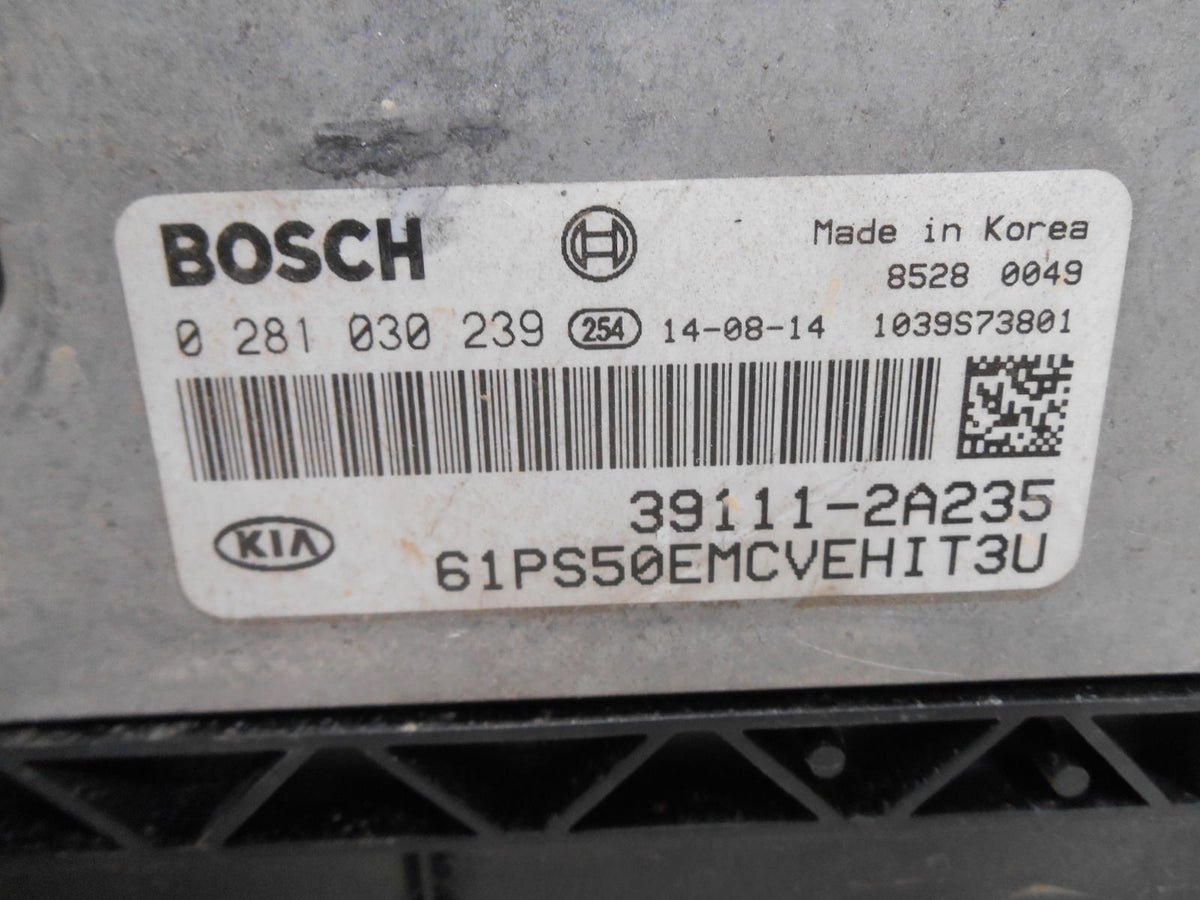 BOSCH
Made in Korea
8528 0049
0 281 030 239 254 14-08-14 1039S73801
39111-2A235
KIA
61PS50EMCVEHIT3U